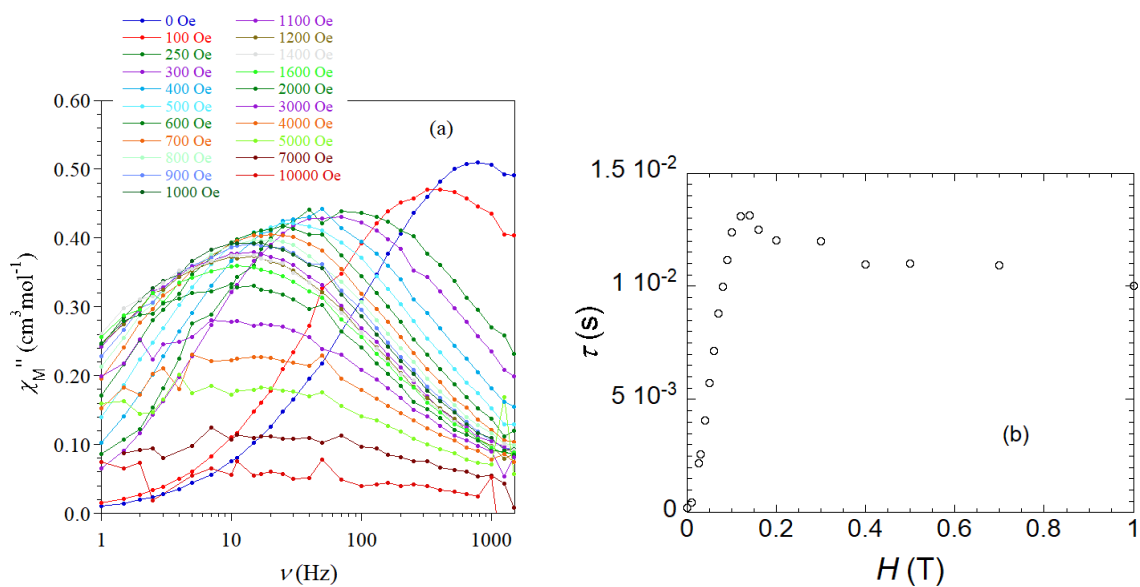 0 Oe
100 Oe
250 Oe
300 Oe
400 Oe
500 Oe
600 Oe
700 Oe
800 Oe
900 Oe
1000 Oe
1100 Oe
1200 Oe
1400 Oe
1600 Oe
2000 Oe
3000 Oe
4000 Oe
5000 Oe
7000 Oe
10000 Oe
(a)
0.60
0.50
0.40
0.30
0.20
0.10
0.0
χM" (cm³mol⁻¹)
1 10 100 1000
ν (Hz)
1.5 10⁻²
1 10⁻²
5 10⁻³
0
τ (s)
(b)
0 0.2 0.4 0.6 0.8 1
H (T)